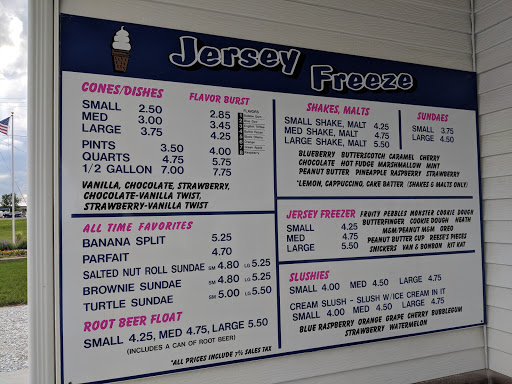 Jersey Freeze
CONES/DISHES FLAVOR BURST
SMALL 2.50 2.85
MED 3.00 3.45
LARGE 3.75 4.25
PINTS 3.50 4.00
QUARTS 4.75 5.75
1/2 GALLON 7.00 7.75
VANILLA, CHOCOLATE, STRAWBERRY,
CHOCOLATE-VANILLA TWIST,
STRAWBERRY-VANILLA TWIST
ALL TIME FAVORITES
BANANA SPLIT 5.25
PARFAIT 4.70
SALTED NUT ROLL SUNDAE SM 4.80 LG 5.25
BROWNIE SUNDAE SM 4.80 LG 5.25
TURTLE SUNDAE SM 5.00 LG 5.50
ROOT BEER FLOAT
SMALL 4.25, MED 4.75, LARGE 5.50
(INCLUDES A CAN OF ROOT BEER)
*ALL PRICES INCLUDE 7½ SALES TAX
SHAKES, MALTS
SMALL SHAKE, MALT 4.25
MED SHAKE, MALT 4.75
LARGE SHAKE, MALT 5.50
SUNDAES
SMALL 3.75
LARGE 4.50
BLUEBERRY BUTTERSCOTCH CARAMEL CHERRY
CHOCOLATE HOT FUDGE MARSHMALLOW MINT
PEANUT BUTTER PINEAPPLE RASPBERRY STRAWBERRY
*LEMON, CAPPUCCINO, CAKE BATTER (SHAKES & MALTS ONLY)
JERSEY FREEZER
SMALL 4.25
MED 4.75
LARGE 5.50
FRUITY PEBBLES MONSTER COOKIE DOUGH
BUTTERFINGER COOKIE DOUGH HEATH
M&M/PEANUT M&M OREO
PEANUT BUTTER CUP REESE'S PIECES
SNICKERS VAN & BONBON KIT KAT
SLUSHIES
SMALL 4.00 MED 4.50 LARGE 4.75
CREAM SLUSH - SLUSH W/ICE CREAM IN IT
SMALL 4.00 MED 4.50 LARGE 4.75
BLUE RASPBERRY ORANGE GRAPE CHERRY BUBBLEGUM
STRAWBERRY WATERMELON